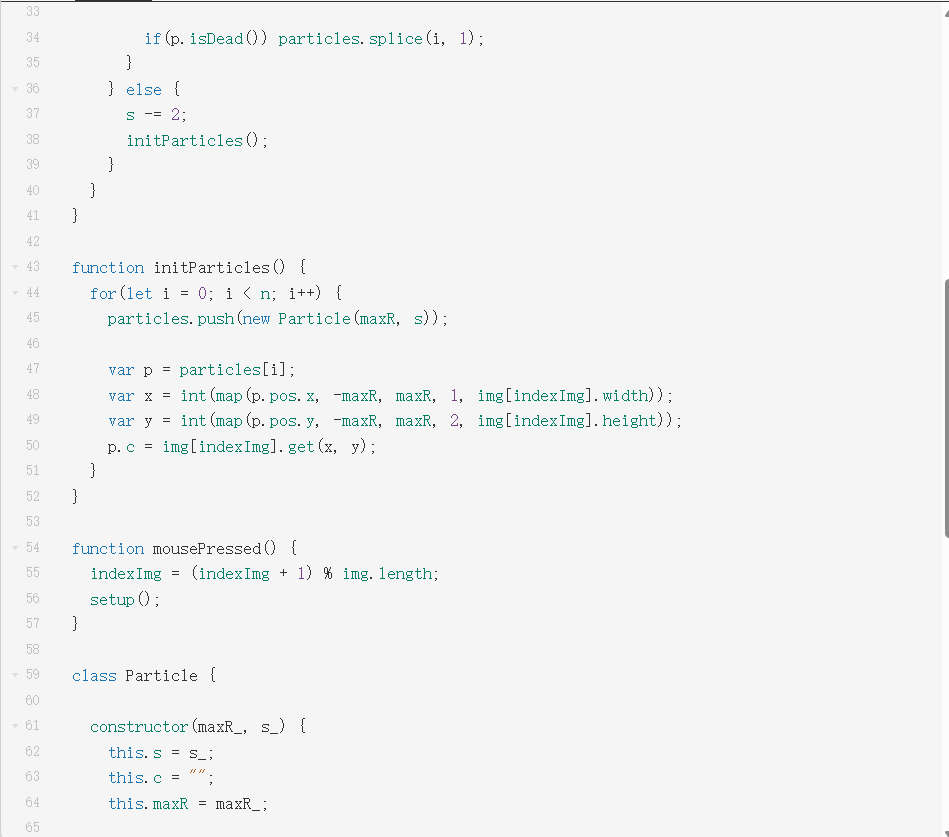 33
34 if(p.isDead()) particles.splice(i, 1);
35 }
36 } else {
37 s -= 2;
38 initParticles();
39 }
40 }
41 }
42
43 function initParticles() {
44 for(let i = 0; i < n; i++) {
45 particles.push(new Particle(maxR, s));
46
47 var p = particles[i];
48 var x = int(map(p.pos.x, -maxR, maxR, 1, img[indexImg].width));
49 var y = int(map(p.pos.y, -maxR, maxR, 2, img[indexImg].height));
50 p.c = img[indexImg].get(x, y);
51 }
52 }
53
54 function mousePressed() {
55 indexImg = (indexImg + 1) % img.length;
56 setup();
57 }
58
59 class Particle {
60
61 constructor(maxR_, s_) {
62 this.s = s_;
63 this.c = "";
64 this.maxR = maxR_;
65